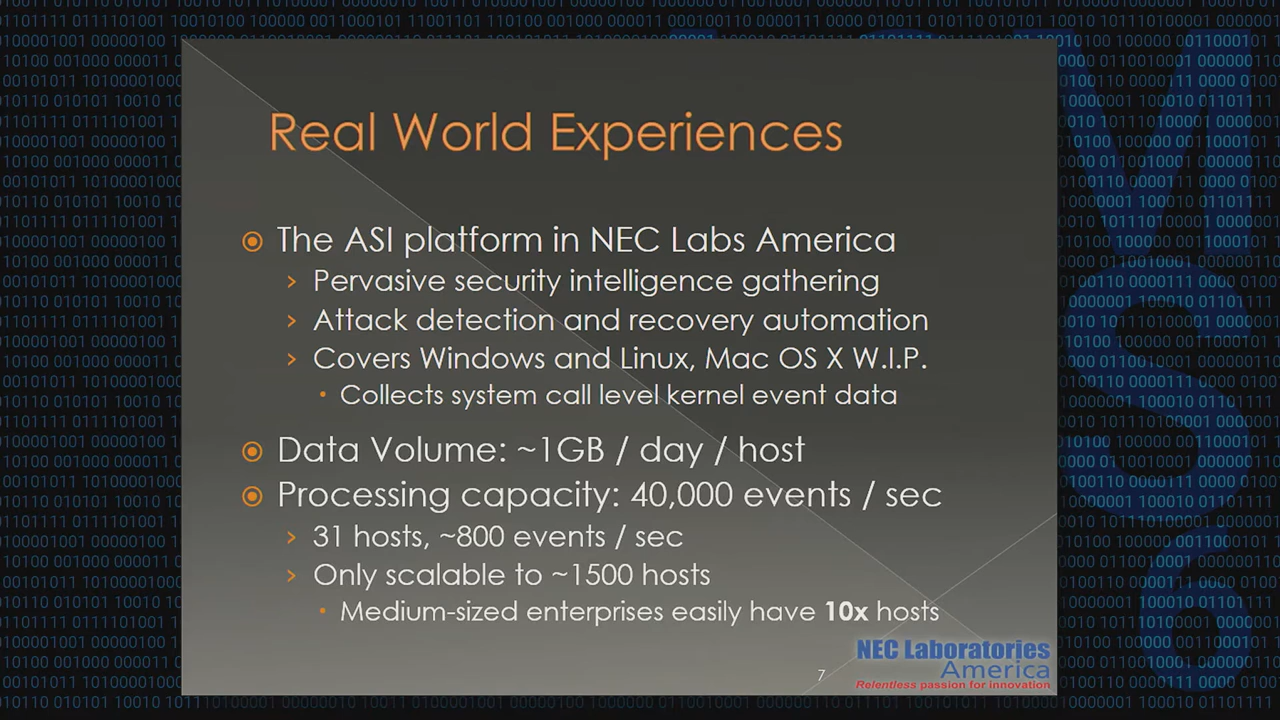 Real World Experiences
The ASI platform in NEC Labs America
Pervasive security intelligence gathering
Attack detection and recovery automation
Covers Windows and Linux, Mac OS X W.I.P.
Collects system call level kernel event data
Data Volume: ~1GB / day / host
Processing capacity: 40,000 events / sec
31 hosts, ~800 events / sec
Only scalable to ~1500 hosts
Medium-sized enterprises easily have 10x hosts
7
NEC Laboratories
America
Relentless passion for innovation